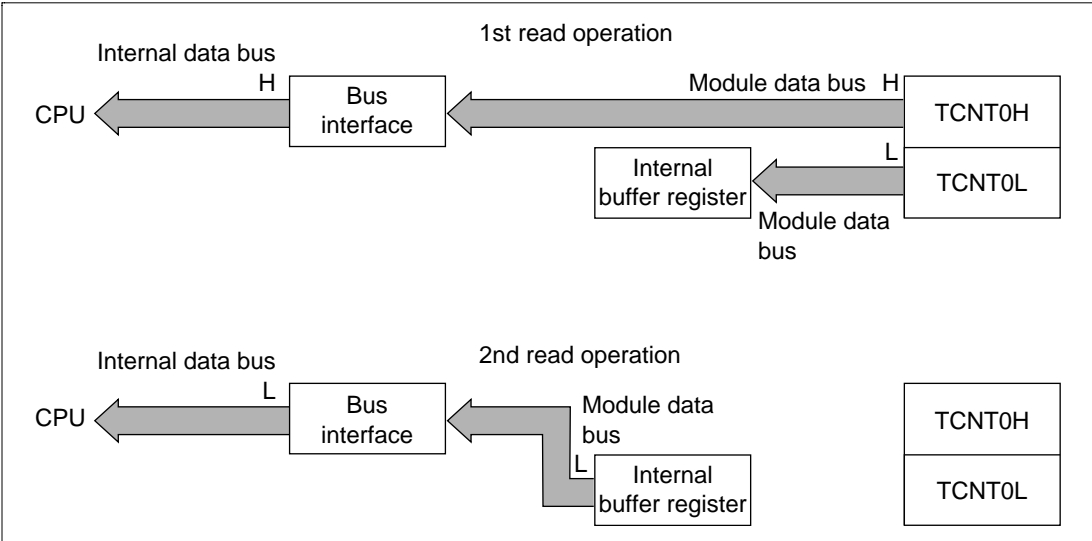 1st read operation
Internal data bus
H
Module data bus H
CPU
Bus
interface
TCNT0H
L
Internal
buffer register
TCNT0L
Module data
bus
2nd read operation
Internal data bus
L
CPU
Bus
interface
Module data
bus
TCNT0H
L
Internal
buffer register
TCNT0L